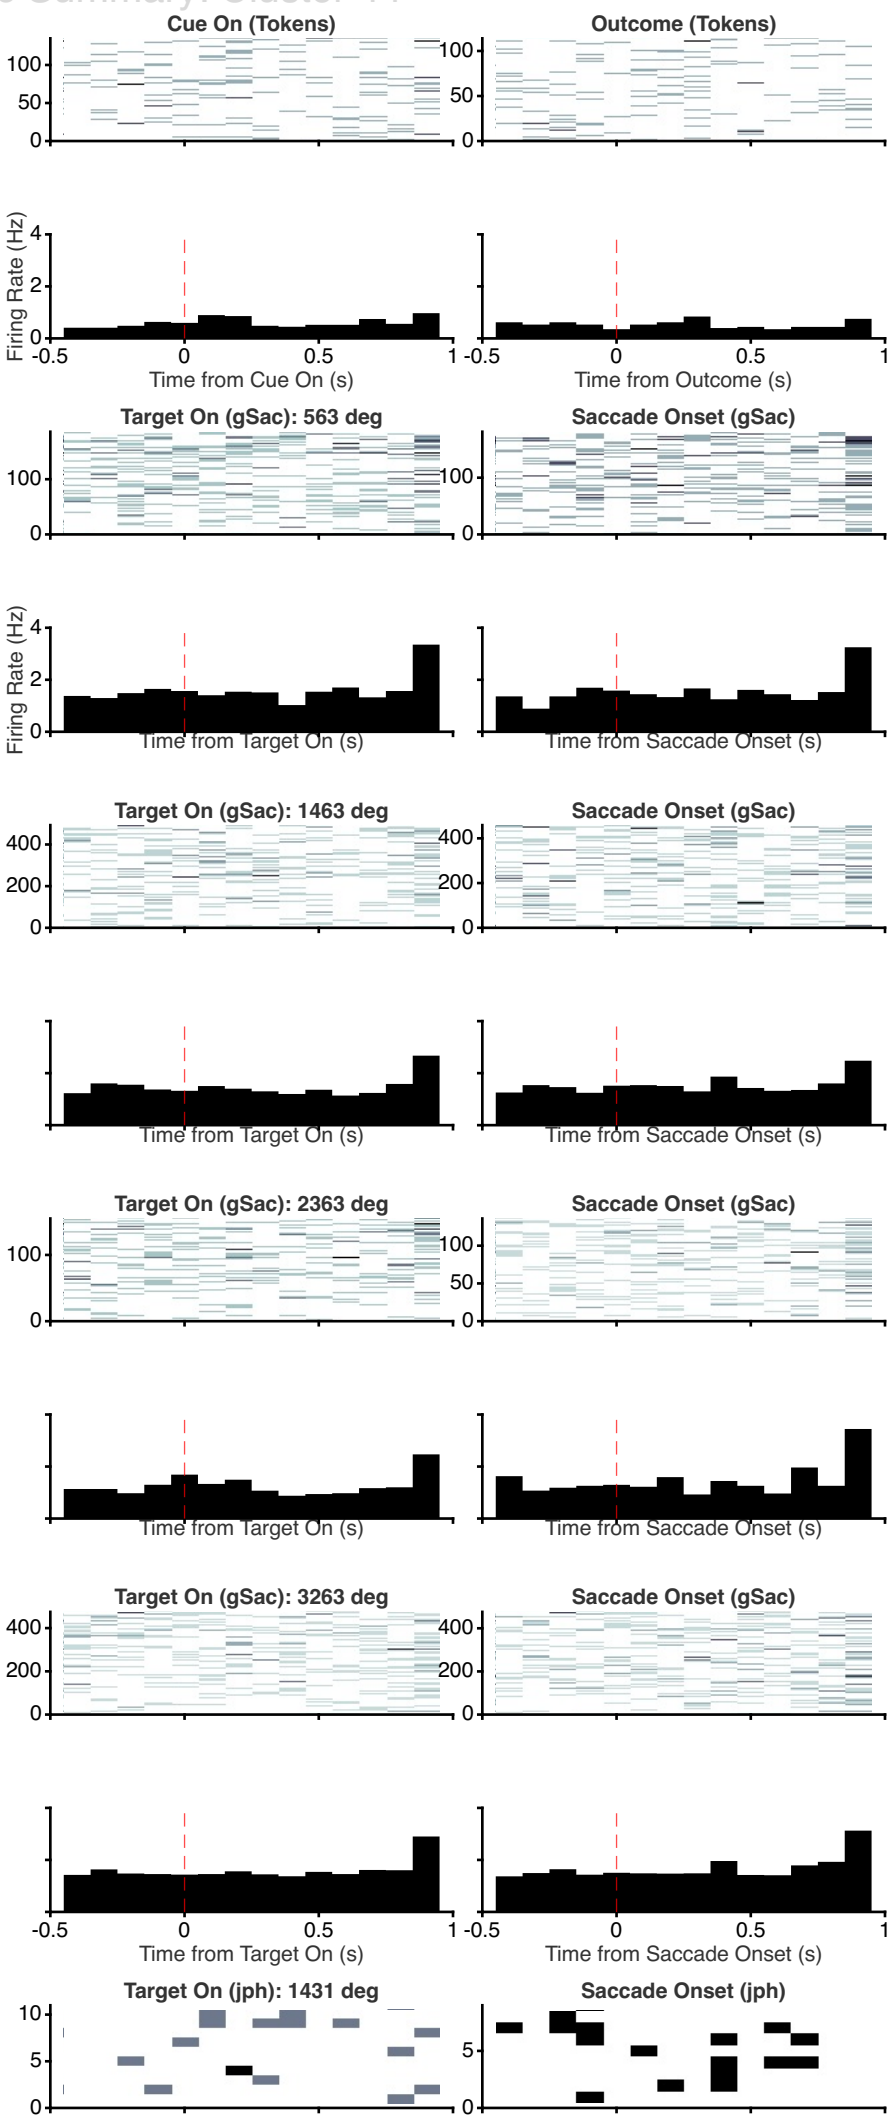 Summary: Cluster
Cue On (Tokens) Outcome (Tokens)
100 100
50 50
0 0
Firing Rate (Hz)
4
2
0
-0.5 0 0.5 1 -0.5 0 0.5 1
Time from Cue On (s) Time from Outcome (s)
Target On (gSac): 563 deg Saccade Onset (gSac)
100 100
0 0
Firing Rate (Hz)
4
2
0
Time from Target On (s) Time from Saccade Onset (s)
Target On (gSac): 1463 deg Saccade Onset (gSac)
400 400
200 200
0 0
Time from Target On (s) Time from Saccade Onset (s)
Target On (gSac): 2363 deg Saccade Onset (gSac)
100 100
50
0 0
Time from Target On (s) Time from Saccade Onset (s)
Target On (gSac): 3263 deg Saccade Onset (gSac)
400 400
200 200
0 0
-0.5 0 0.5 1 -0.5 0 0.5 1
Time from Target On (s) Time from Saccade Onset (s)
Target On (jph): 1431 deg Saccade Onset (jph)
10
5 5
0 0